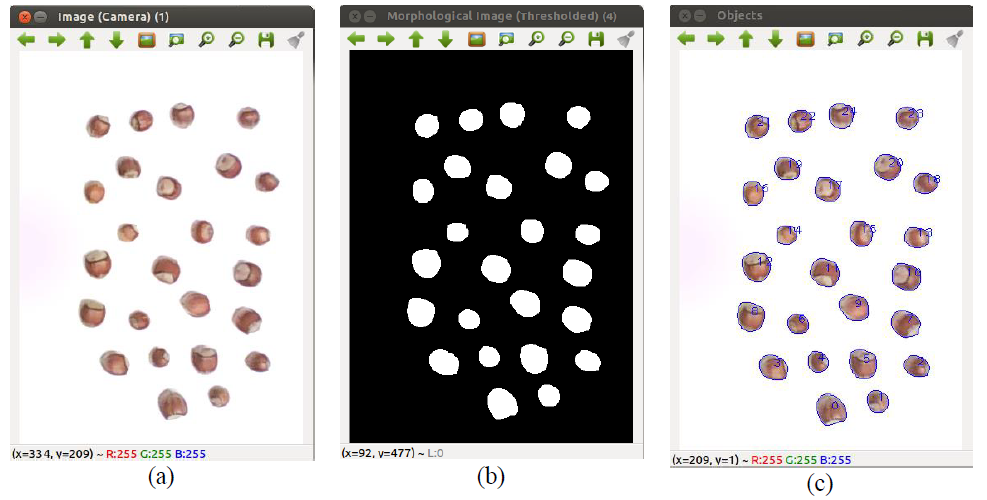 Image (Camera) (1)
Morphological Image (Thresholded) (4)
Objects
21
22
24
23
19
20
16
17
18
14
15
13
12
11
10
8
6
9
7
3
4
5
2
0
1
(x=334, y=209) ~ R:255 G:255 B:255
(x=92, y=477) ~ L:0
(x=209, y=1) ~ R:255 G:255 B:255
(a)
(b)
(c)